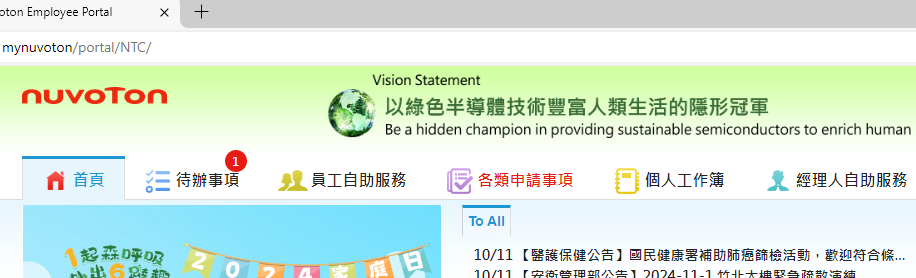 oton Employee Portal
mynuvoton/portal/NTC/
nuvoTon
Vision Statement
以綠色半導體技術豐富人類生活的隱形冠軍
Be a hidden champion in providing sustainable semiconductors to enrich human
首頁
待辦事項
1
員工自助服務
各類申請事項
個人工作簿
經理人自助服務
1起森呼吸
2024家庭日
To All
10/11【醫護保健公告】國民健康署補助肺癌篩檢活動，歡迎符合條...
10/11【安衛管理部公告】2024-11-1 竹北大樓緊急疏散演練